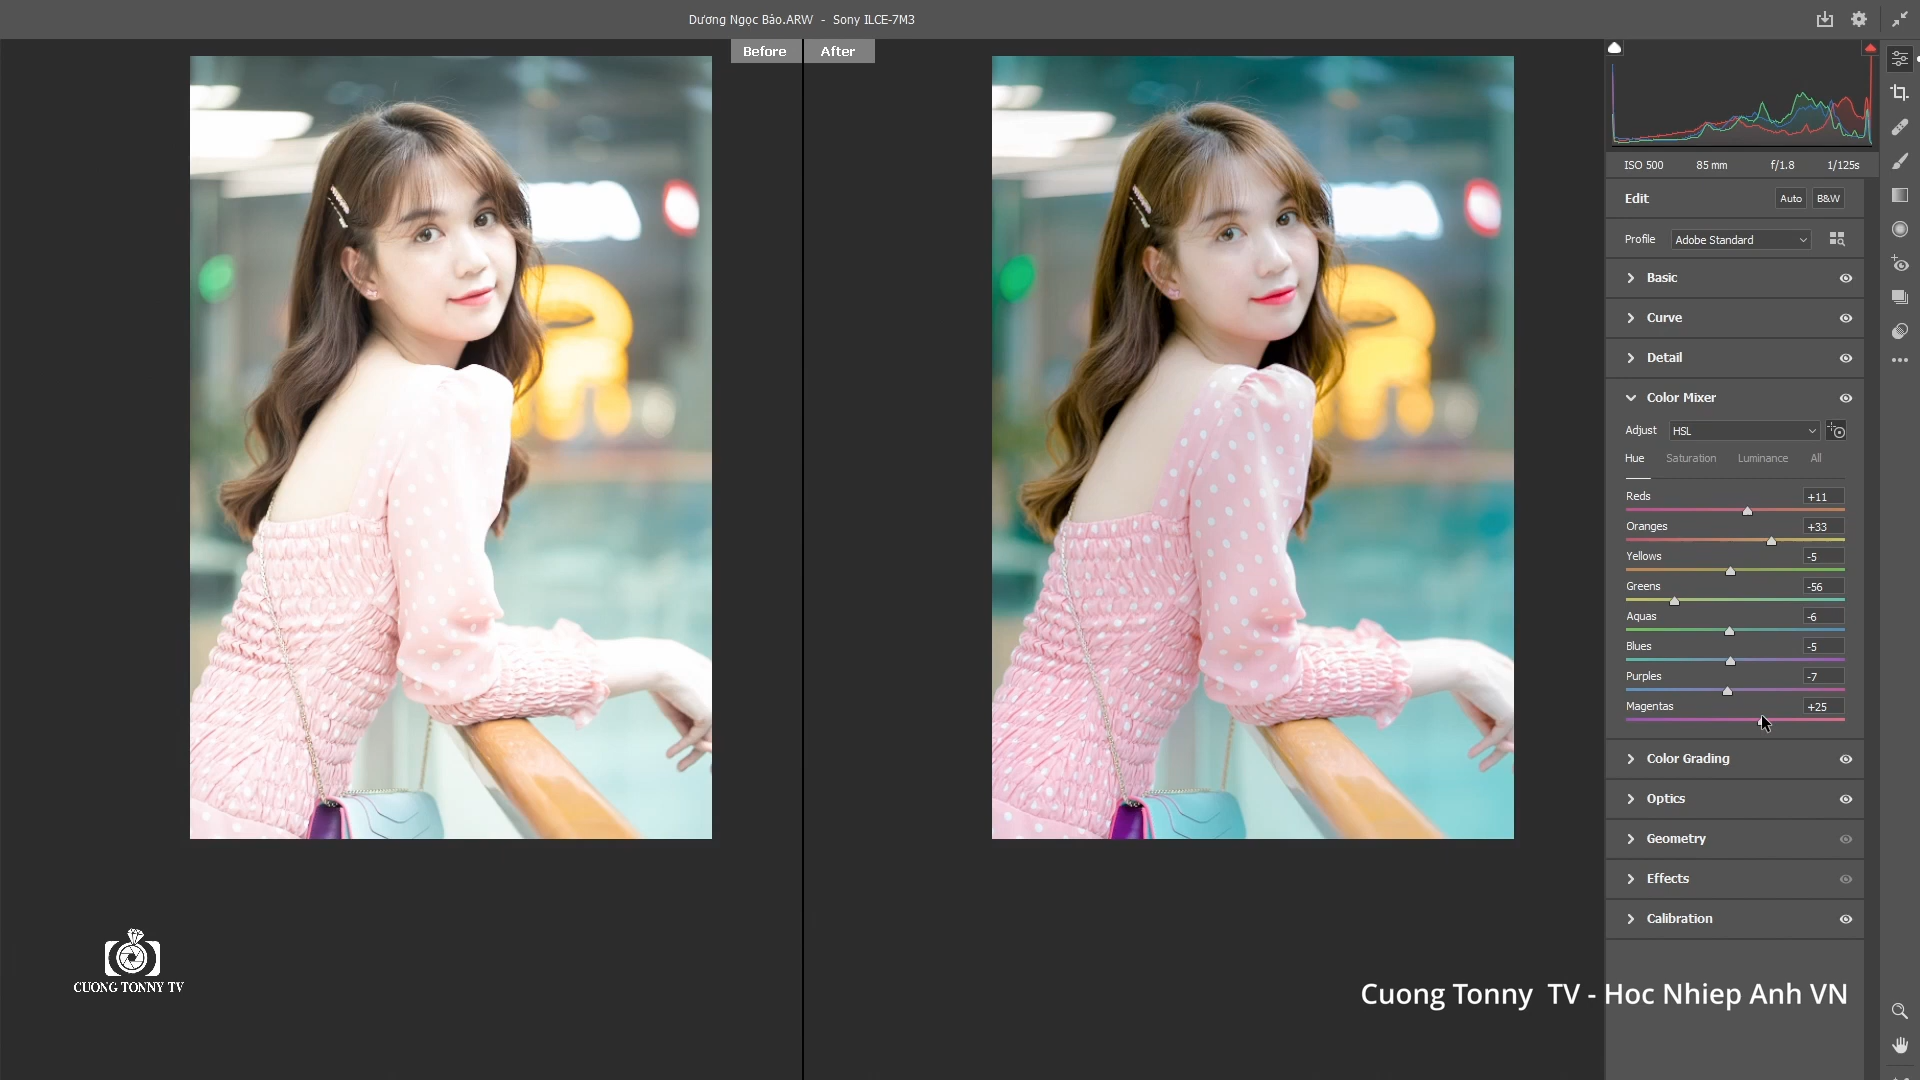 Dương Ngọc Bảo.ARW - Sony ILCE-7M3
Before After
ISO 500 85 mm f/1.8 1/125s
Edit Auto B&W
Profile Adobe Standard
Basic
Curve
Detail
Color Mixer
Adjust HSL
Hue Saturation Luminance All
Reds +11
Oranges +33
Yellows -5
Greens -56
Aquas -6
Blues -5
Purples -7
Magentas +25
Color Grading
Optics
Geometry
Effects
Calibration
CUONG TONNY TV
Cuong Tonny TV - Hoc Nhiep Anh VN